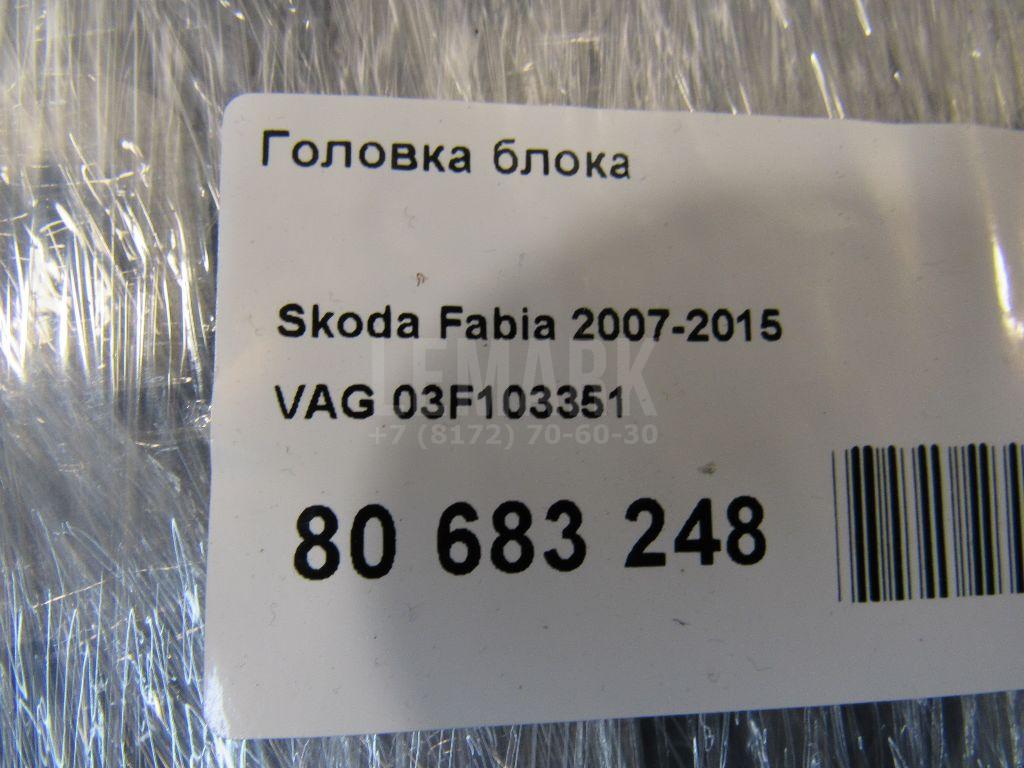 Головка блока
Skoda Fabia 2007-2015
LEMARK
VAG 03F103351
+7 (8172) 70-60-30
80 683 248